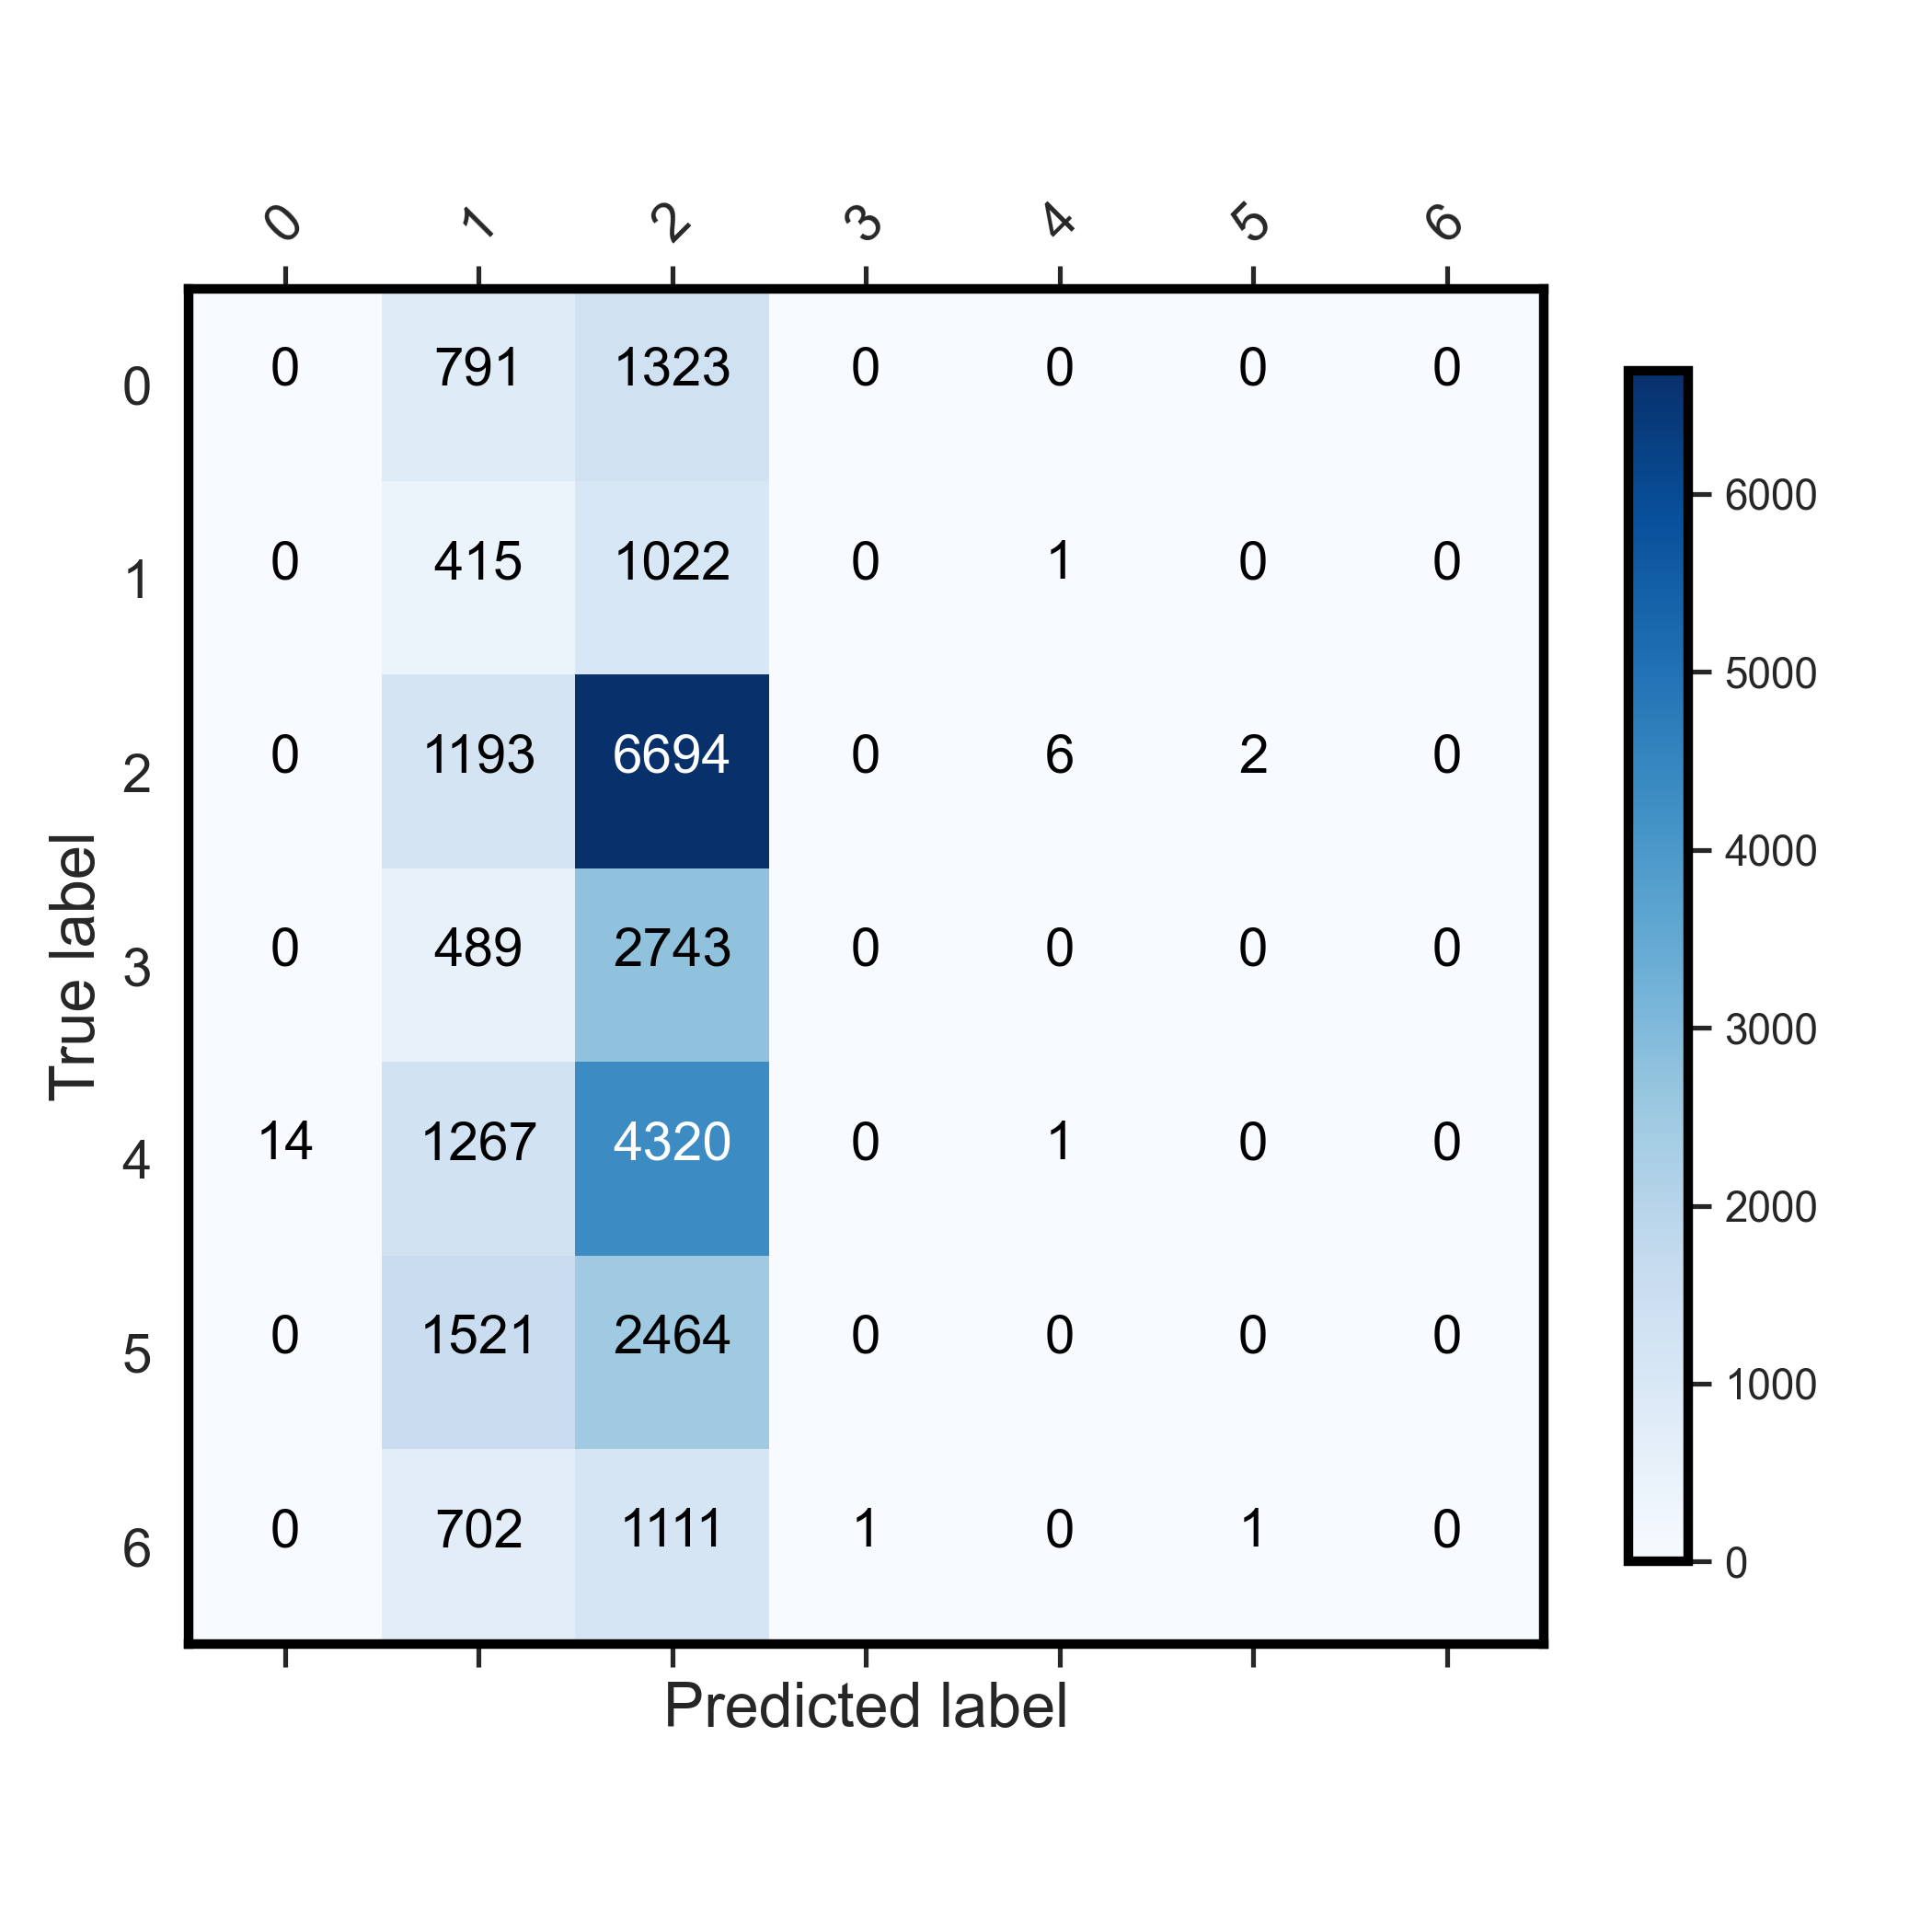 0 1 2 3 4 5 6
0 0 791 1323 0 0 0 0
6000
1 0 415 1022 0 1 0 0
5000
2 0 1193 6694 0 6 2 0
4000
True label
3 0 489 2743 0 0 0 0
3000
4 14 1267 4320 0 1 0 0
2000
5 0 1521 2464 0 0 0 0
1000
6 0 702 1111 1 0 1 0
0
Predicted label